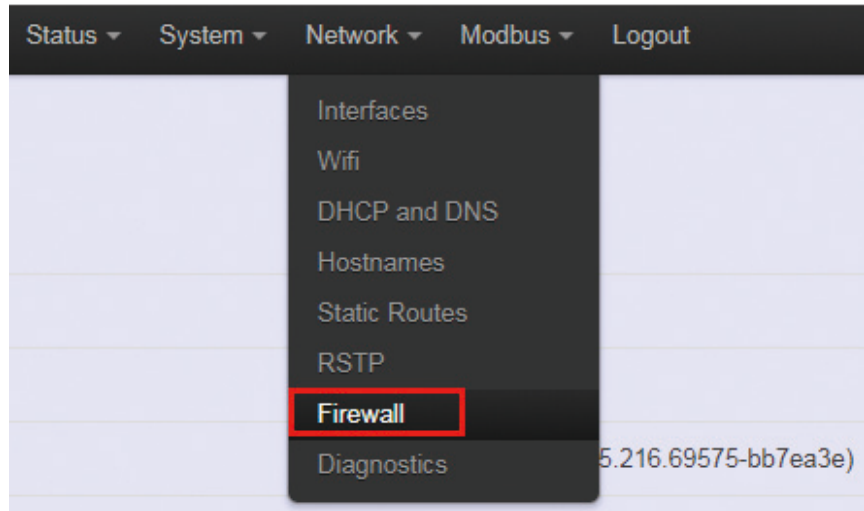 Status System Network Modbus Logout
Interfaces
Wifi
DHCP and DNS
Hostnames
Static Routes
RSTP
Firewall
Diagnostics
5.216.69575-bb7ea3e)